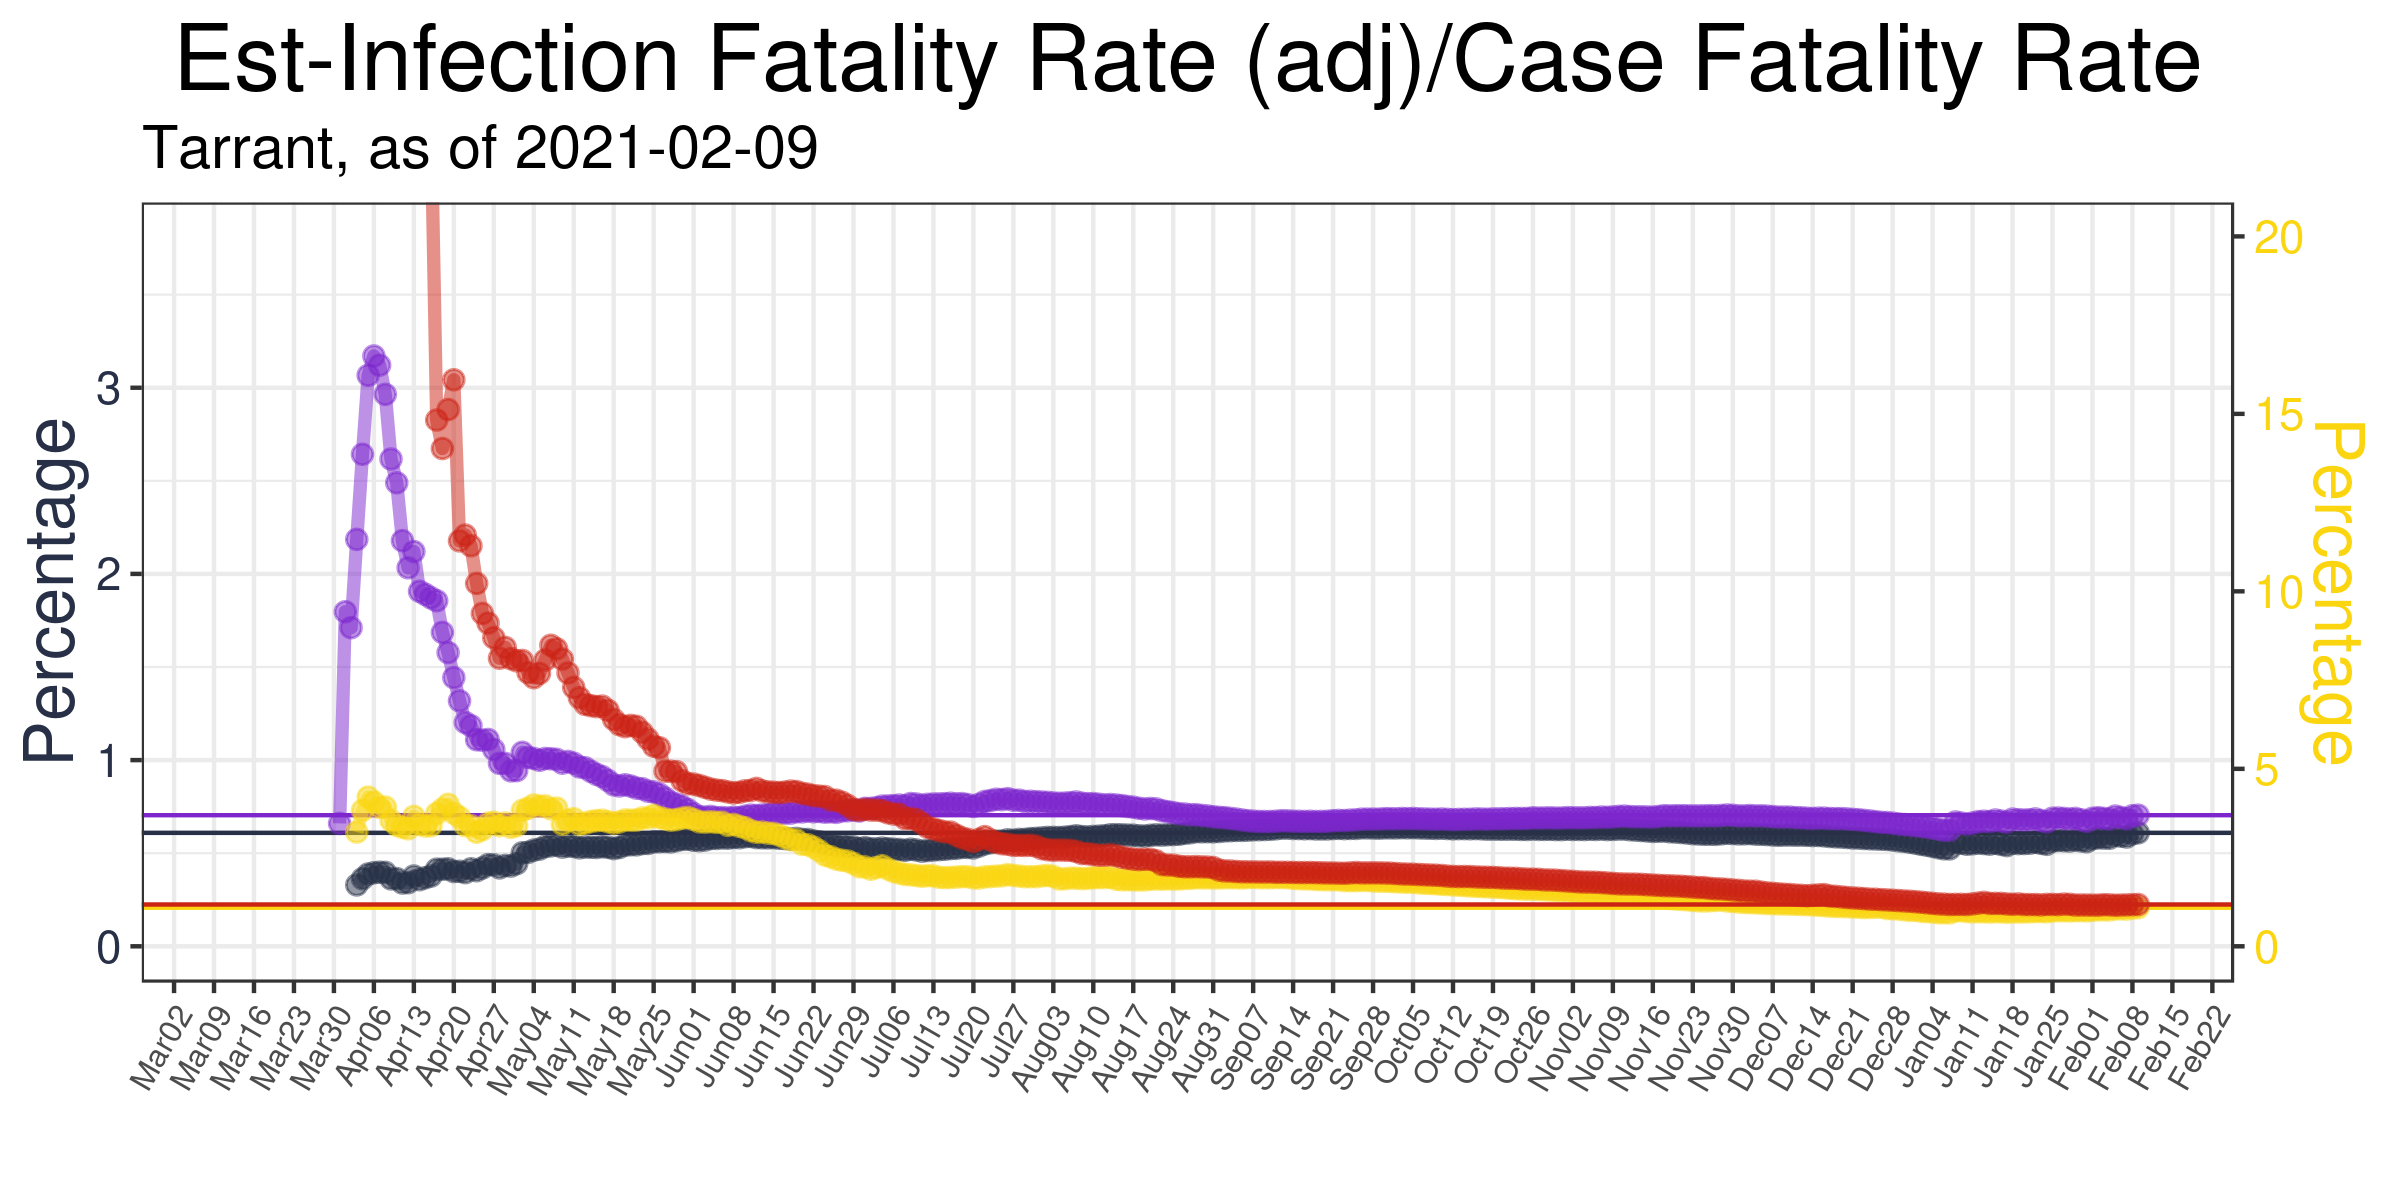 Est-Infection Fatality Rate (adj)/Case Fatality Rate
Tarrant, as of 2021-02-09
Percentage
3
2
1
0
20
15
10
5
0
Percentage
Mar02
Mar09
Mar16
Mar23
Mar30
Apr06
Apr13
Apr20
Apr27
May04
May11
May18
May25
Jun01
Jun08
Jun15
Jun22
Jun29
Jul06
Jul13
Jul20
Jul27
Aug03
Aug10
Aug17
Aug24
Aug31
Sep07
Sep14
Sep21
Sep28
Oct05
Oct12
Oct19
Oct26
Nov02
Nov09
Nov16
Nov23
Nov30
Dec07
Dec14
Dec21
Dec28
Jan04
Jan11
Jan18
Jan25
Feb01
Feb08
Feb15
Feb22